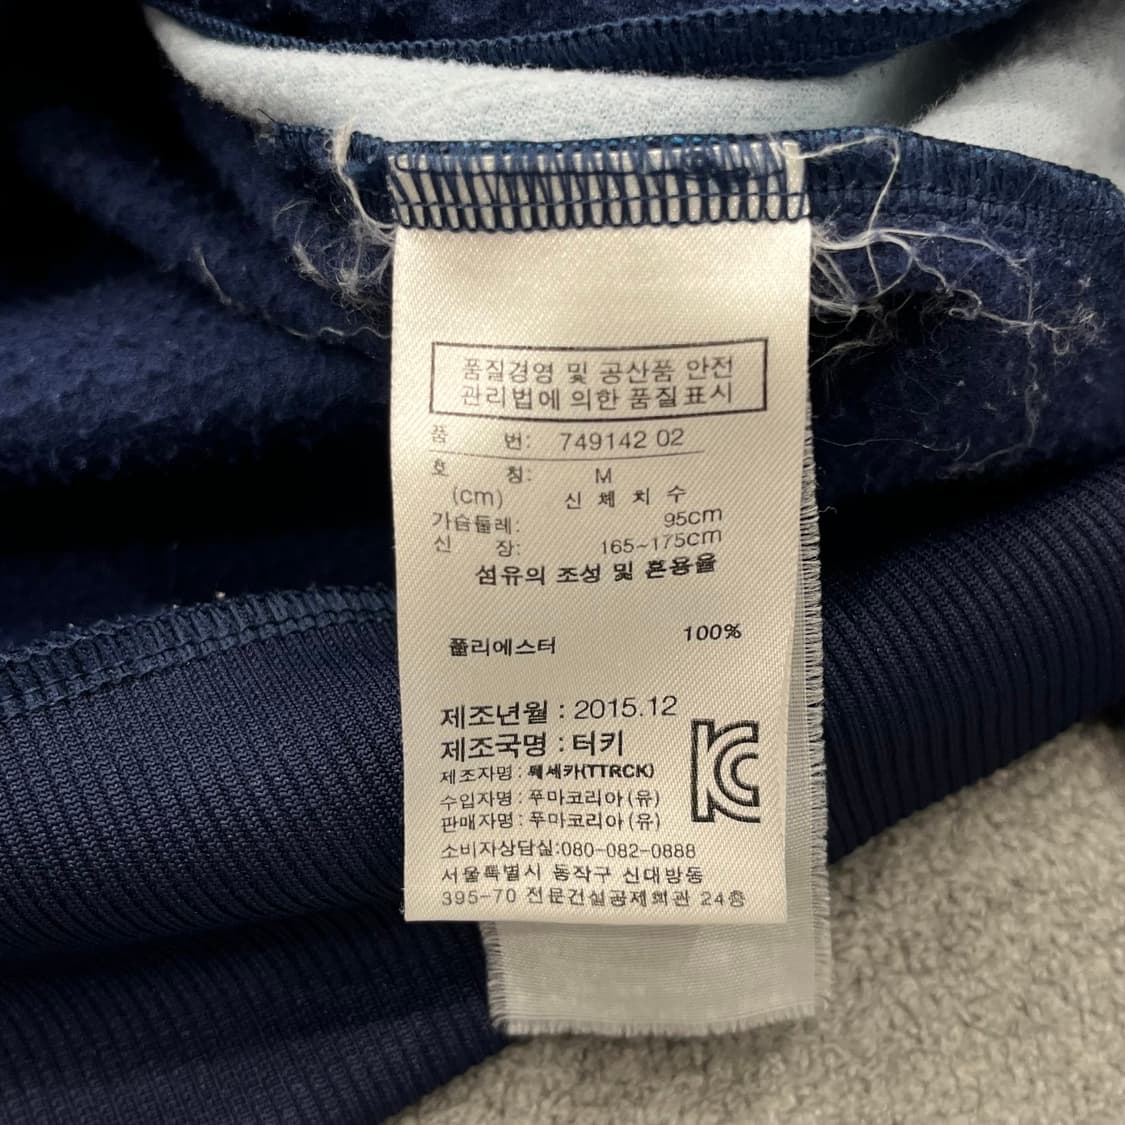 품질경영 및 공산품 안전
관리법에 의한 품질표시
품 번: 749142 02
호 칭: M
(cm) 신 체 치 수
가슴둘레: 95cm
신 장: 165~175cm
섬유의 조성 및 혼용율
폴리에스터 100%
제조년월 : 2015.12
제조국명 : 터키
제조자명 : 쩨세카(TTRCK)
수입자명 : 푸마코리아(유)
판매자명 : 푸마코리아(유)
소비자상담실:080-082-0888
서울특별시 동작구 신대방동
395-70 전문건설공제회관 24층